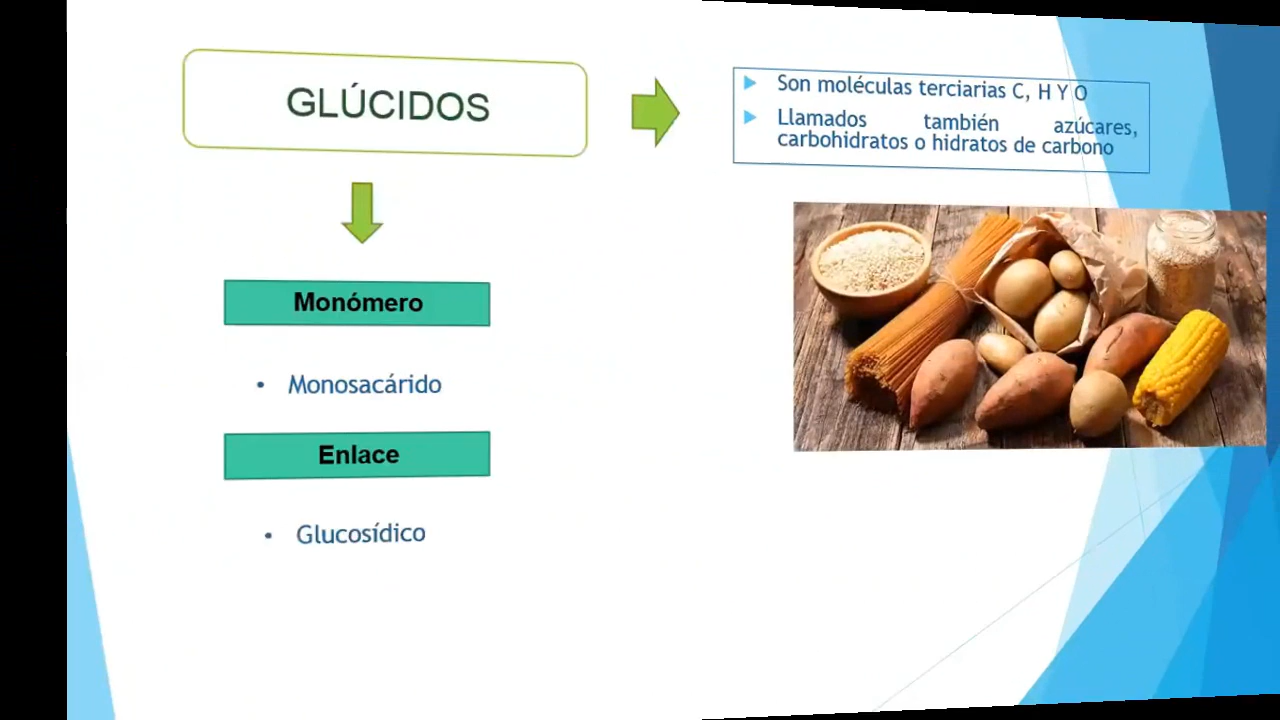 GLÚCIDOS
Son moléculas terciarias C, H Y O
Llamados también azúcares,
carbohidratos o hidratos de carbono
Monómero
• Monosacárido
Enlace
• Glucosídico